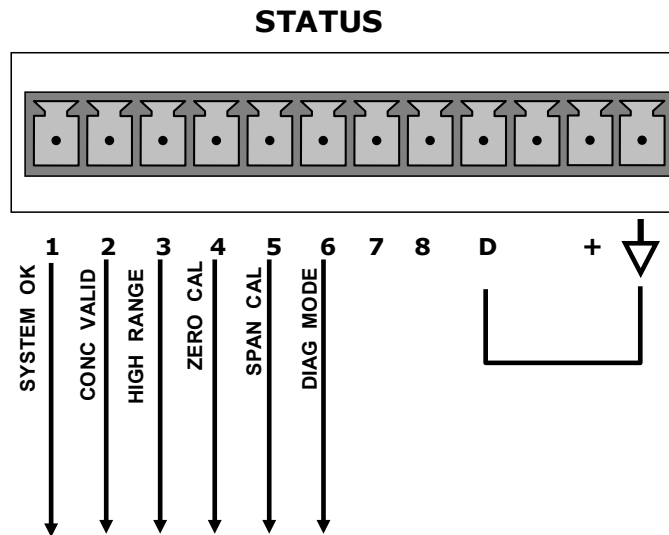 STATUS
1 2 3 4 5 6 7 8 D +
SYSTEM OK
CONC VALID
HIGH RANGE
ZERO CAL
SPAN CAL
DIAG MODE